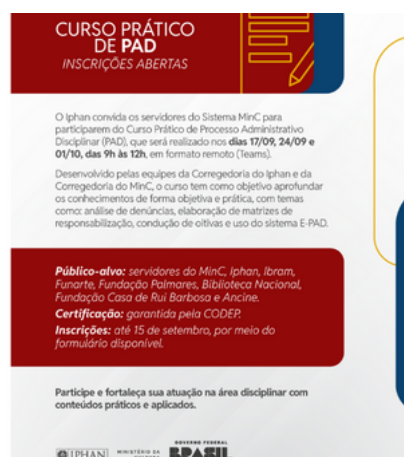 CURSO PRÁTICO
DE PAD
INSCRIÇÕES ABERTAS
O Iphan convida os servidores do Sistema MinC para
participarem do Curso Prático de Processo Administrativo
Disciplinar (PAD), que será realizado nos dias 17/09, 24/09 e
01/10, das 9h às 12h, em formato remoto (Teams).
Desenvolvido pelas equipes da Corregedoria do Iphan e da
Corregedoria do MinC, o curso tem como objetivo aprofundar
os conhecimentos de forma objetiva e prática, com temas
como: análise de denúncias, elaboração de matrizes de
responsabilização, condução de oitivas e uso do sistema E-PAD.
Público-alvo: servidores do MinC, Iphan, Ibram,
Funarte, Fundação Palmares, Biblioteca Nacional,
Fundação Casa de Rui Barbosa e Ancine.
Certificação: garantida pela CODEP.
Inscrições: até 15 de setembro, por meio do
formulário disponível.
Participe e fortaleça sua atuação na área disciplinar com
conteúdos práticos e aplicados.
IPHAN
MINISTÉRIO DA
GOVERNO FEDERAL
BRASIL